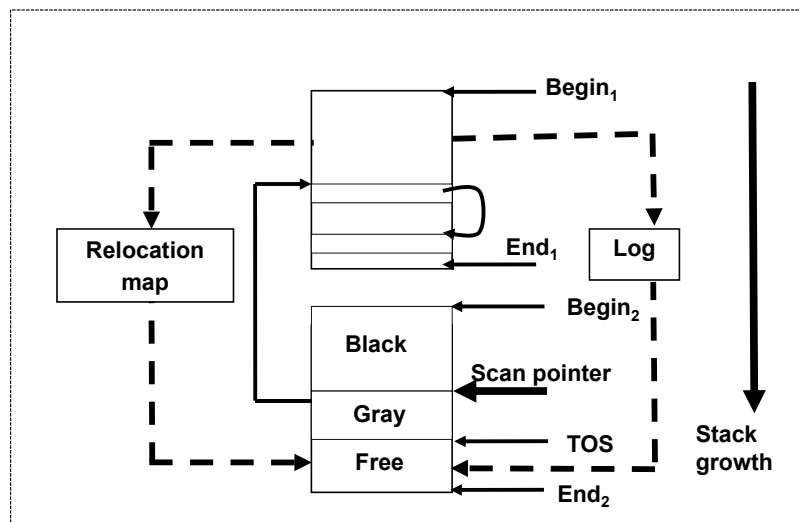 Begin₁
Relocation
map
End₁
Log
Begin₂
Black
Scan pointer
Gray
TOS
Free
Stack
growth
End₂